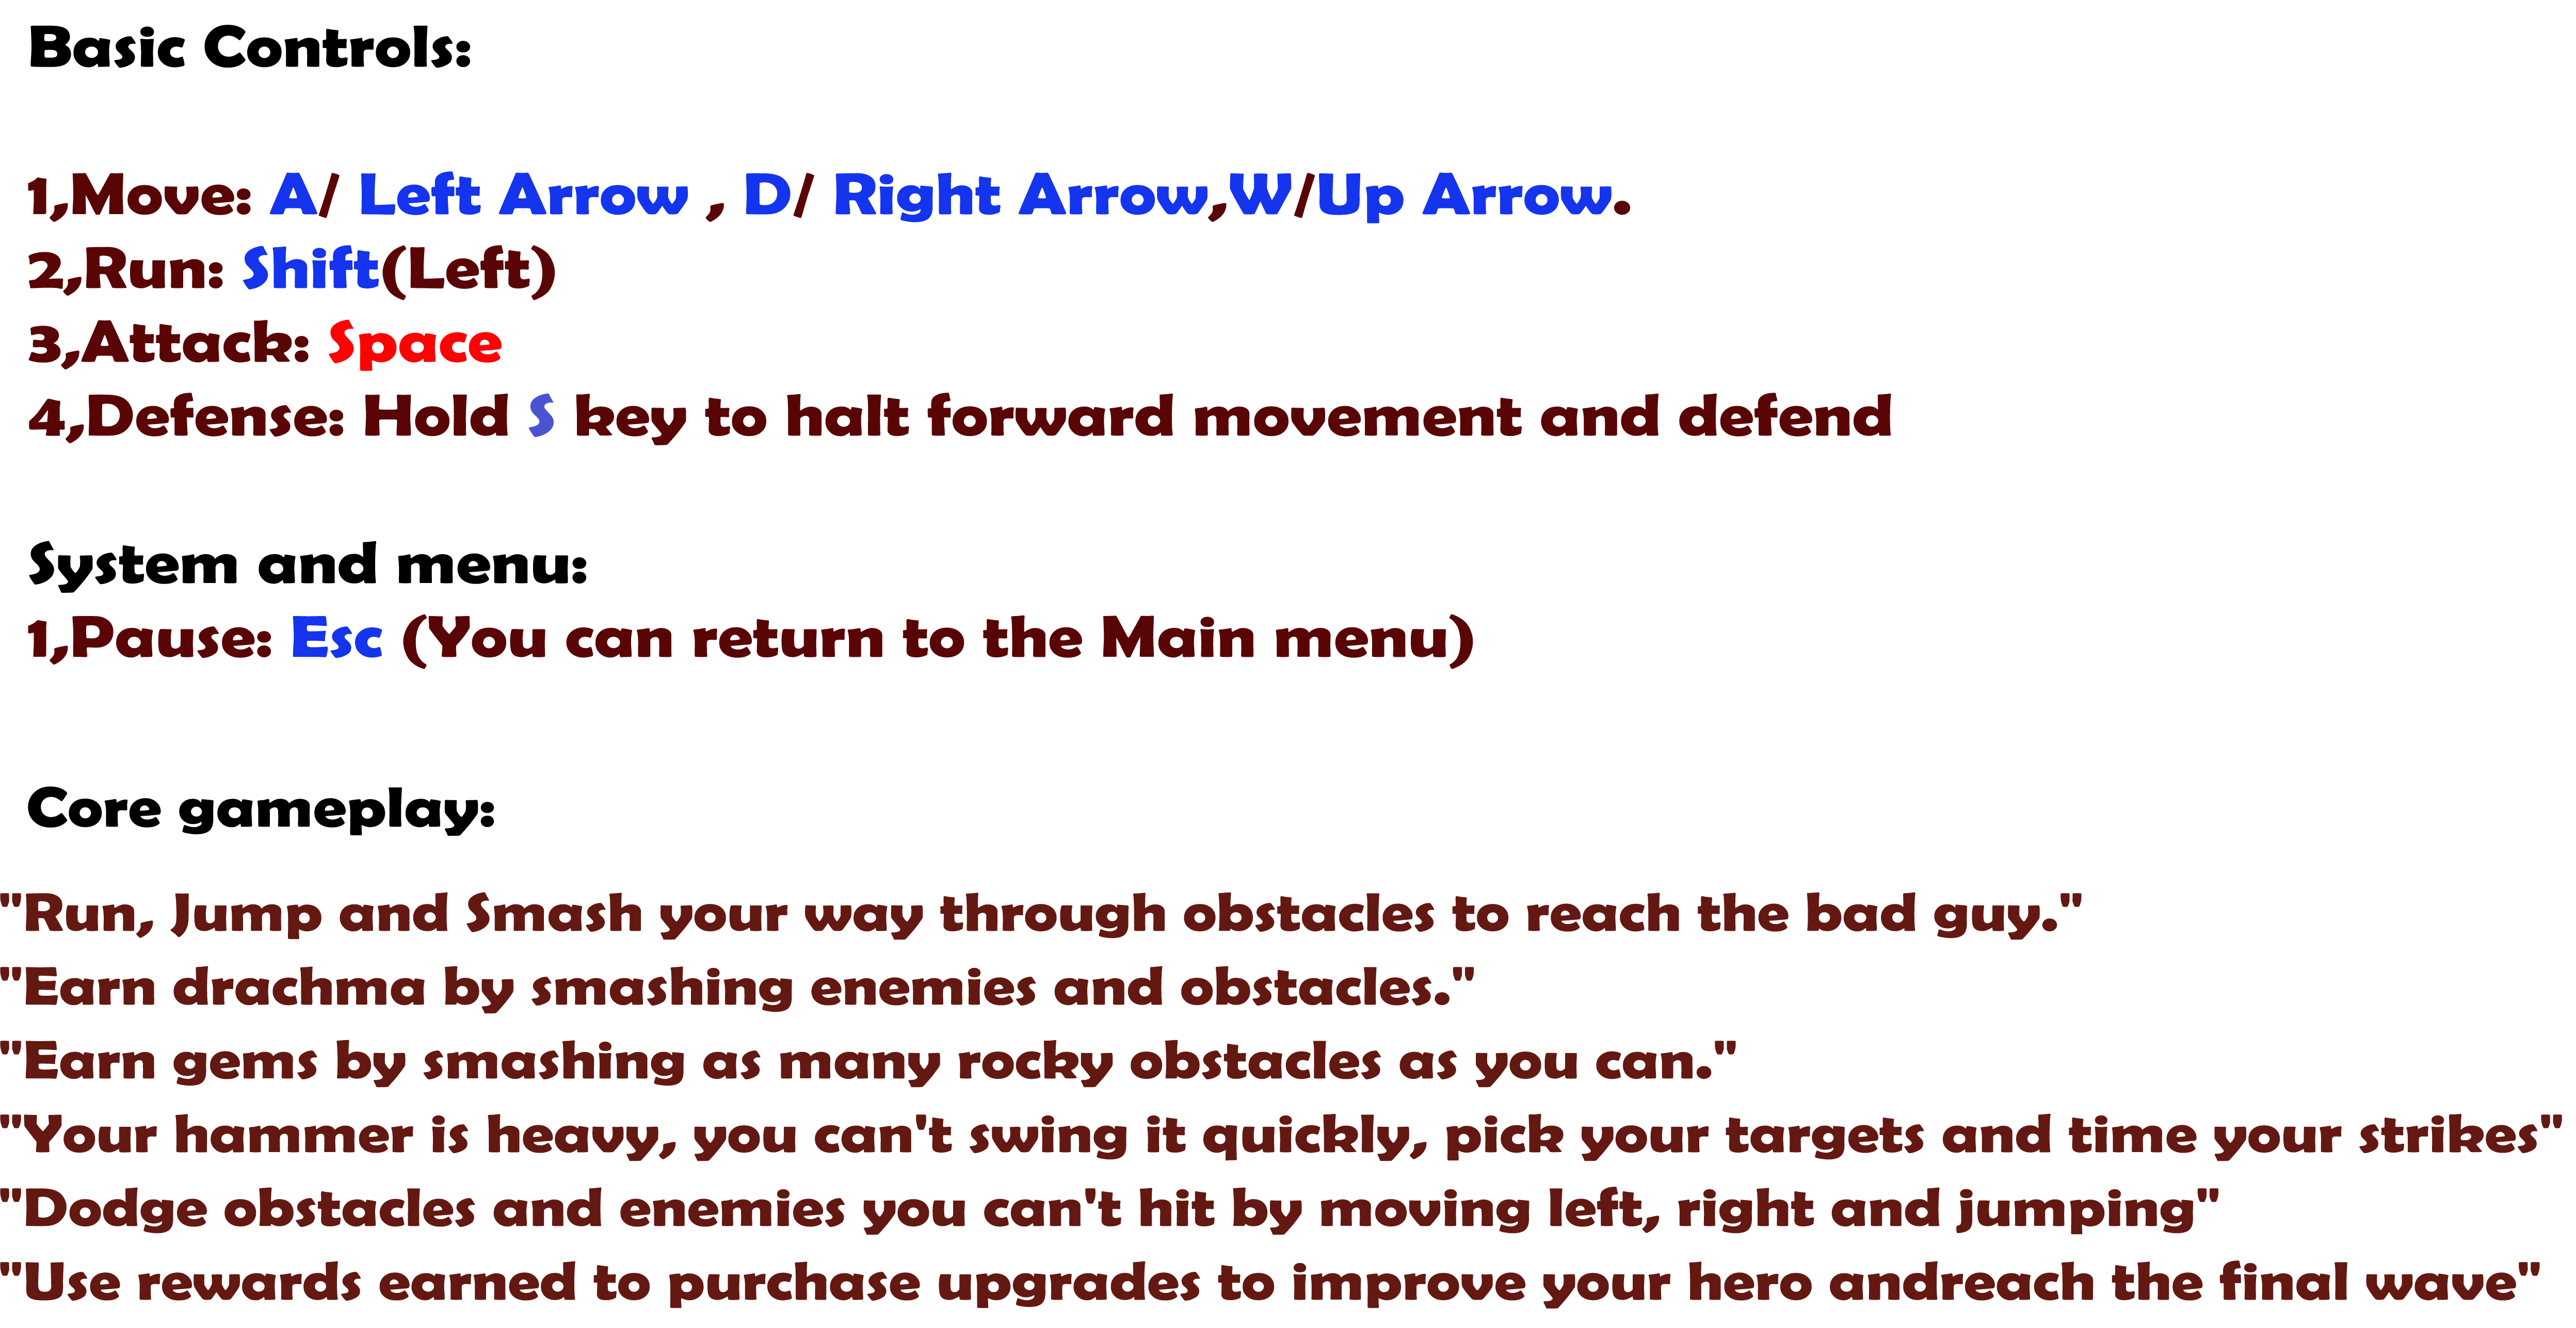 Basic Controls:
1,Move: A/ Left Arrow , D/ Right Arrow,W/Up Arrow.
2,Run: Shift(Left)
3,Attack: Space
4,Defense: Hold S key to halt forward movement and defend
System and menu:
1,Pause: Esc (You can return to the Main menu)
Core gameplay:
"Run, Jump and Smash your way through obstacles to reach the bad guy."
"Earn drachma by smashing enemies and obstacles."
"Earn gems by smashing as many rocky obstacles as you can."
"Your hammer is heavy, you can't swing it quickly, pick your targets and time your strikes"
"Dodge obstacles and enemies you can't hit by moving left, right and jumping"
"Use rewards earned to purchase upgrades to improve your hero andreach the final wave"